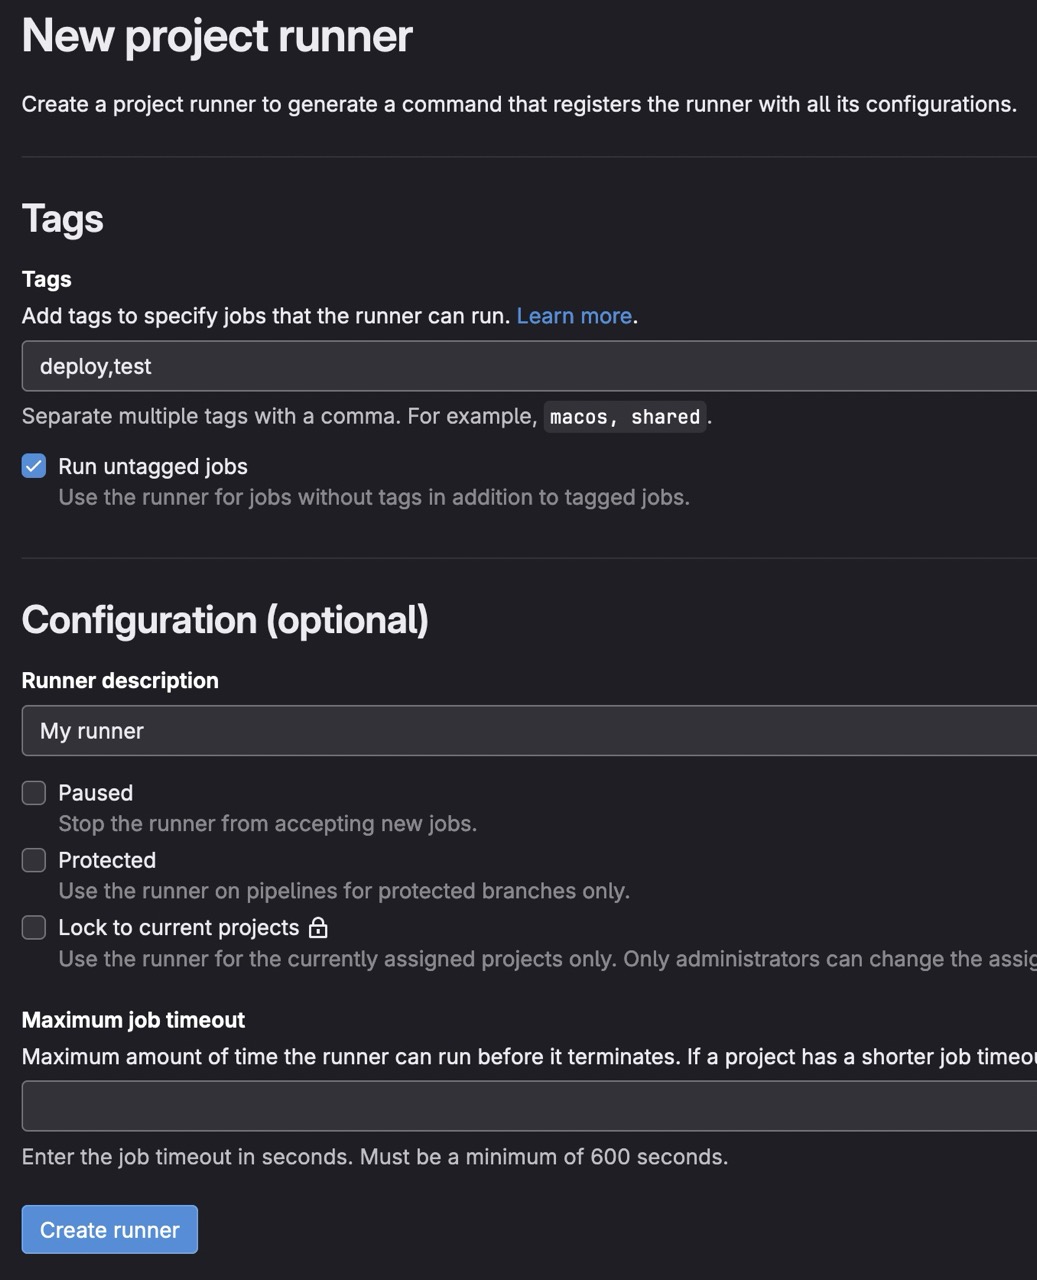 New project runner
Create a project runner to generate a command that registers the runner with all its configurations.
Tags
Tags
Add tags to specify jobs that the runner can run. Learn more.
deploy,test
Separate multiple tags with a comma. For example, macos, shared.
Run untagged jobs
Use the runner for jobs without tags in addition to tagged jobs.
Configuration (optional)
Runner description
My runner
Paused
Stop the runner from accepting new jobs.
Protected
Use the runner on pipelines for protected branches only.
Lock to current projects
Use the runner for the currently assigned projects only. Only administrators can change the assig
Maximum job timeout
Maximum amount of time the runner can run before it terminates. If a project has a shorter job timeou
Enter the job timeout in seconds. Must be a minimum of 600 seconds.
Create runner